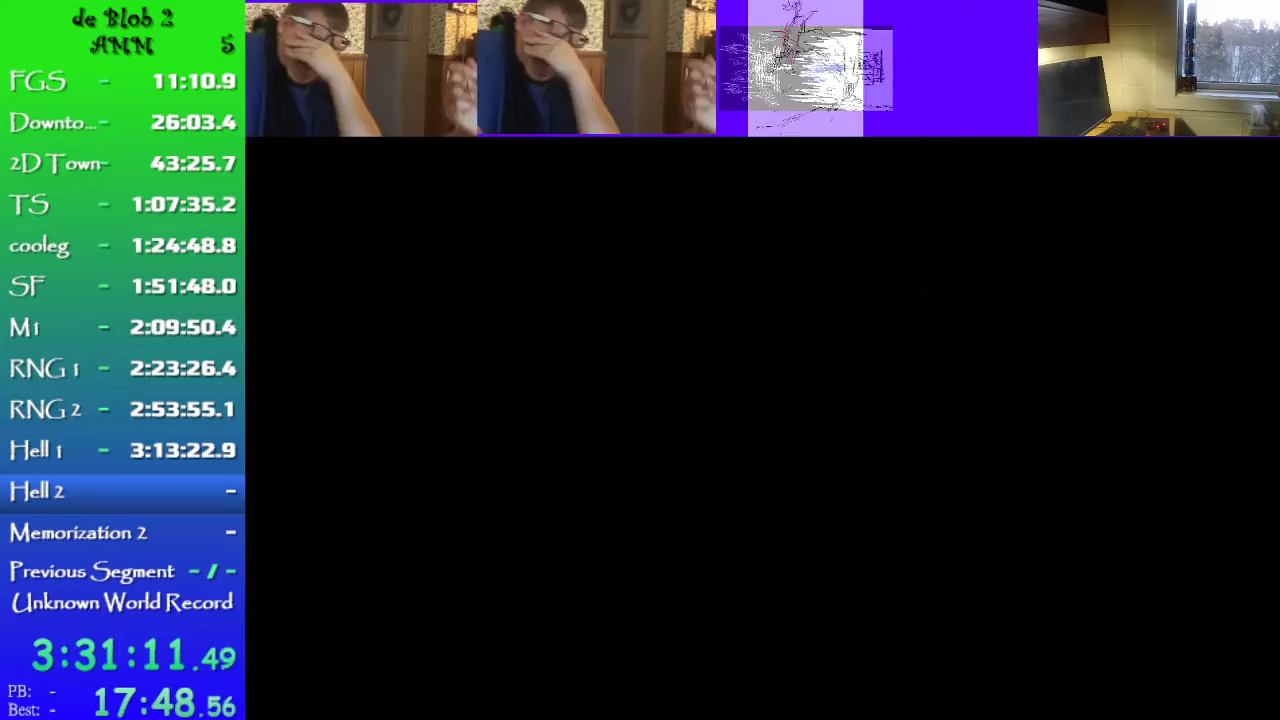 de Blob 2
ANN 5
FGS - 11:10.9
Downto...- 26:03.4
2D Town- 43:25.7
TS - 1:07:35.2
cooleg - 1:24:48.8
SF - 1:51:48.0
M1 - 2:09:50.4
RNG 1 - 2:23:26.4
RNG 2 - 2:53:55.1
Hell 1 - 3:13:22.9
Hell 2 -
Memorization 2 -
Previous Segment - / -
Unknown World Record
3:31:11.49
PB: -
Best: - 17:48.56